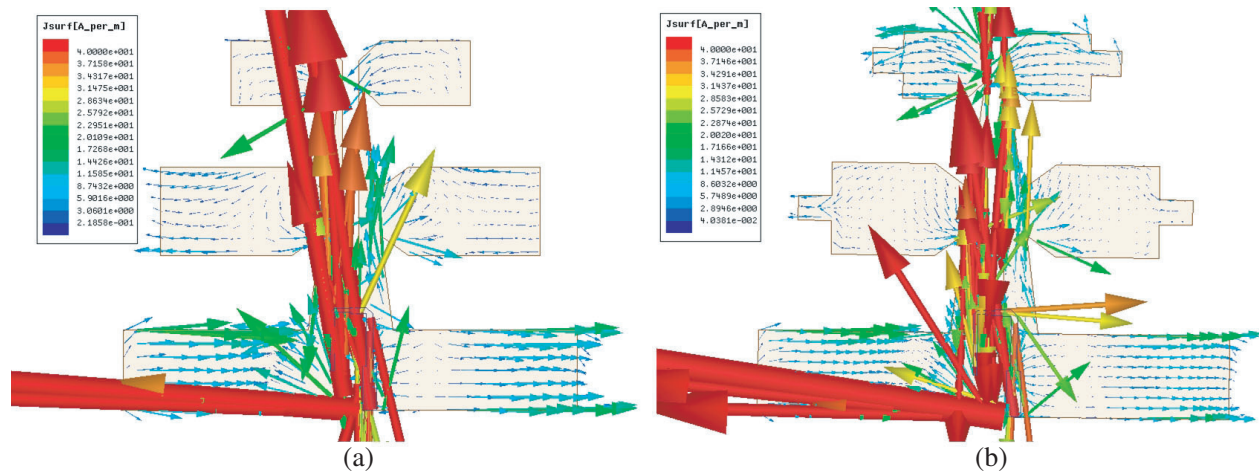 Jsurf[A_per_m]
4.0000e+001
3.7158e+001
3.4317e+001
3.1475e+001
2.8634e+001
2.5792e+001
2.2951e+001
2.0109e+001
1.7268e+001
1.4426e+001
1.1585e+001
8.7432e+000
5.9016e+000
3.0601e+000
2.1858e-001
(a)
Jsurf[A_per_m]
4.0000e+001
3.7146e+001
3.4291e+001
3.1437e+001
2.8583e+001
2.5729e+001
2.2874e+001
2.0020e+001
1.7166e+001
1.4312e+001
1.1457e+001
8.6032e+000
5.7489e+000
2.8946e+000
4.0381e-002
(b)